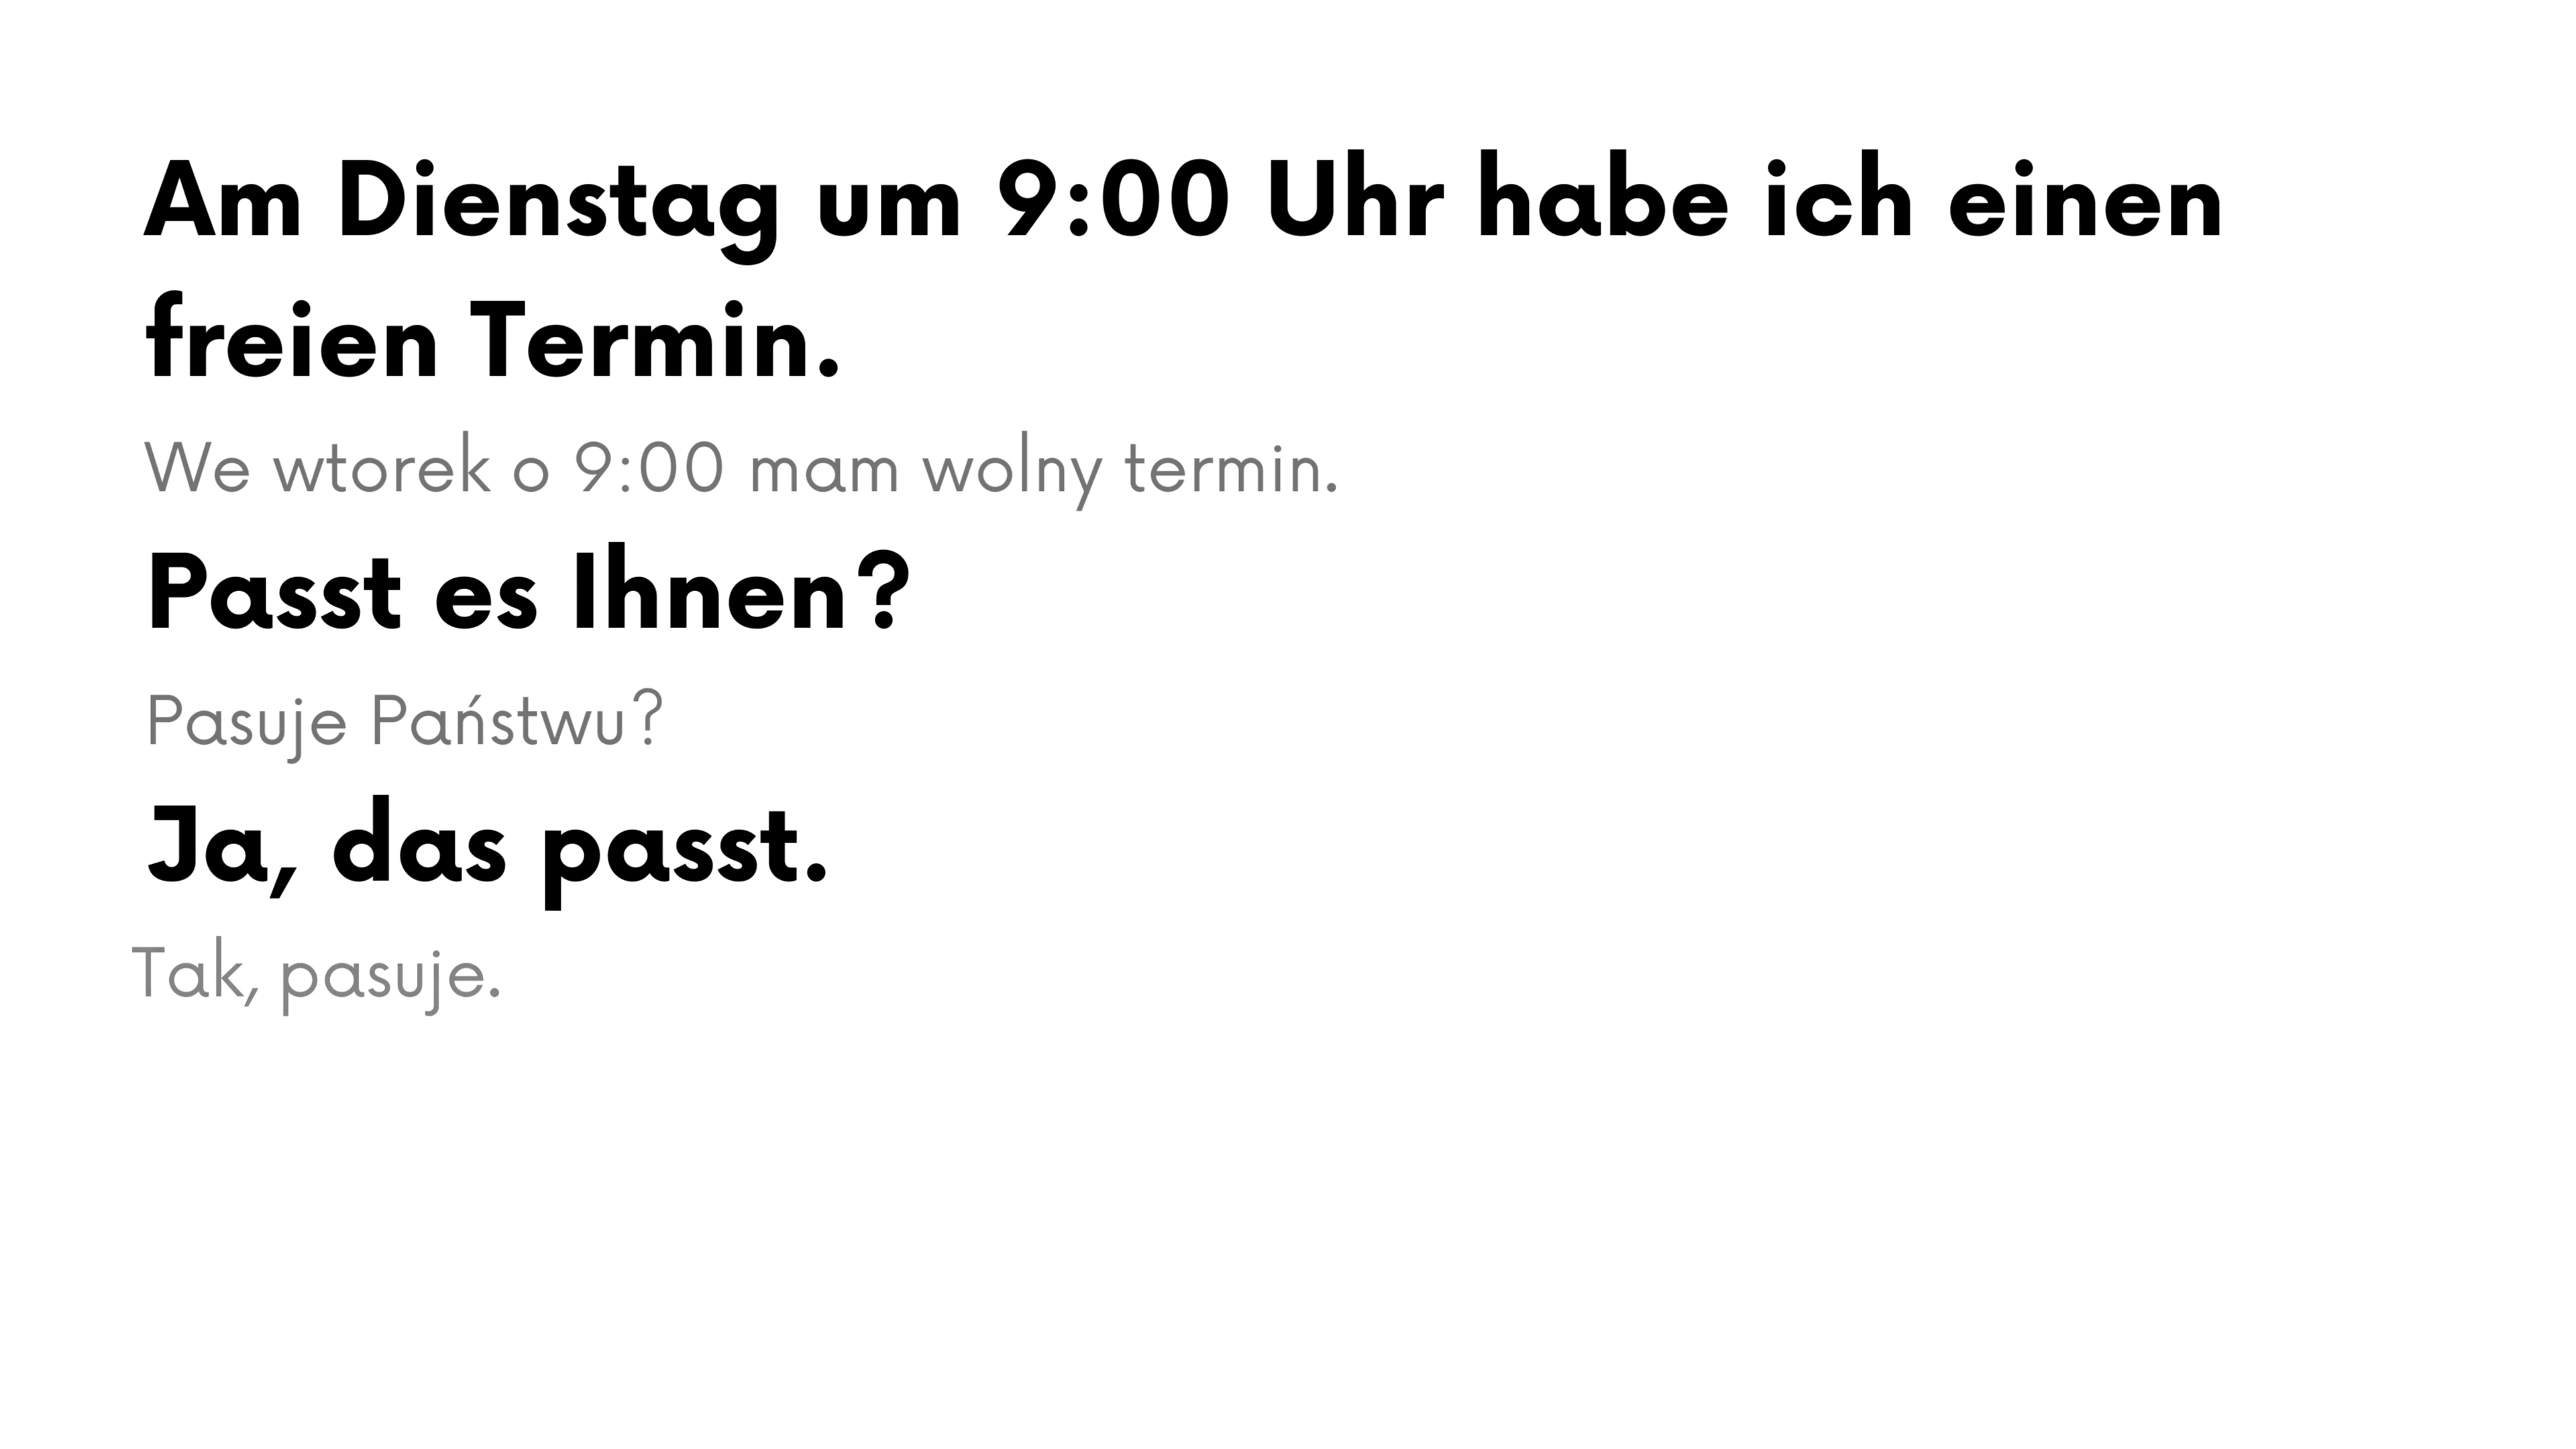 Am Dienstag um 9:00 Uhr habe ich einen
freien Termin.
We wtorek o 9:00 mam wolny termin.
Passt es Ihnen?
Pasuje Państwu?
Ja, das passt.
Tak, pasuje.